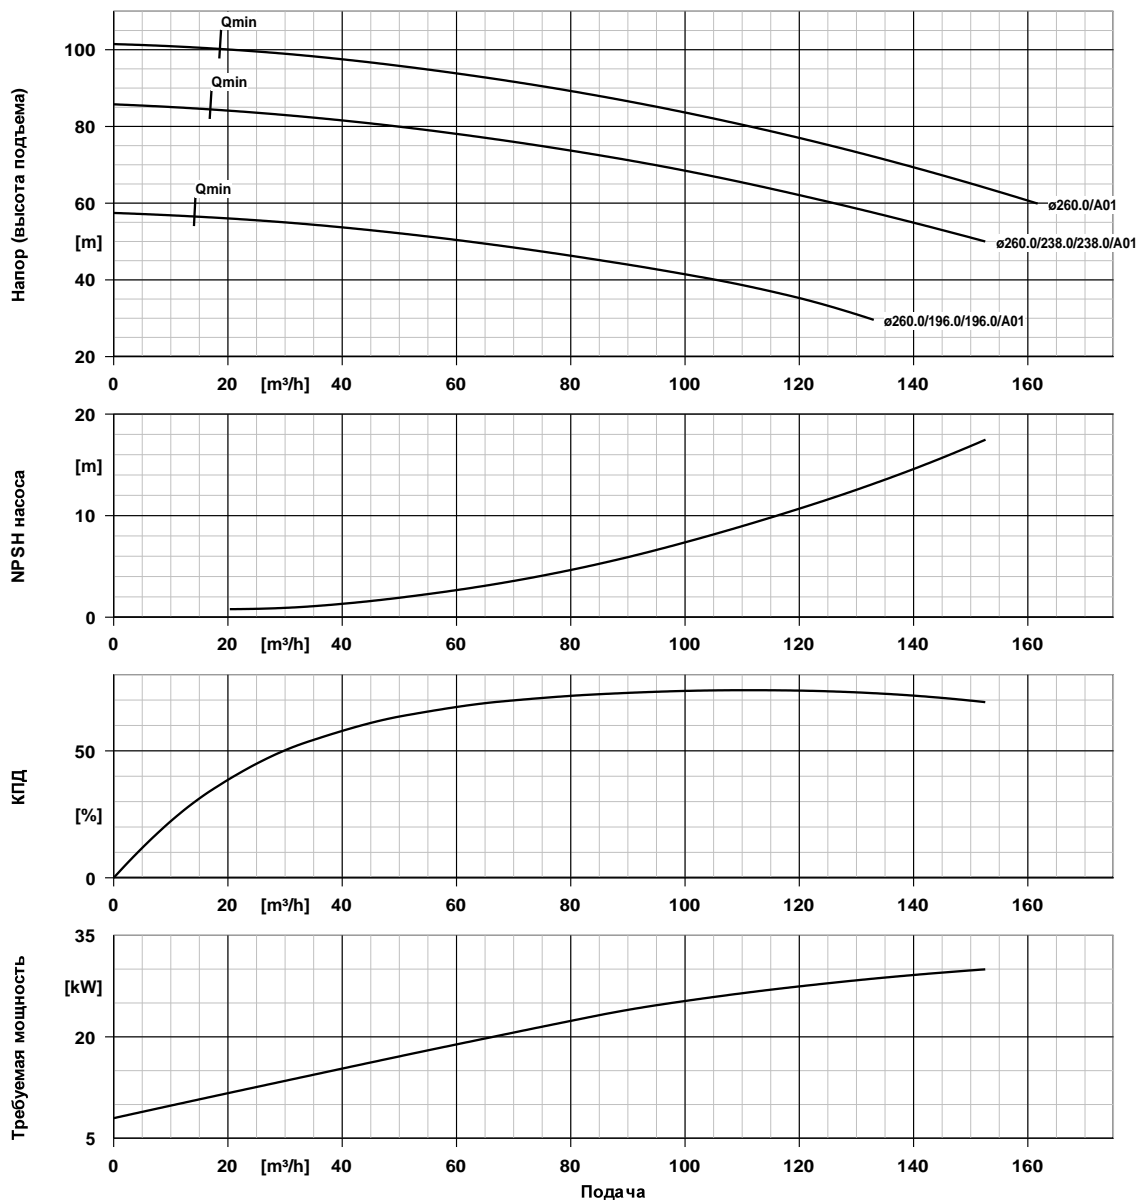 Напор (высота подъема)
[m]
100
80
60
40
20
Qmin
Qmin
Qmin
ø260.0/A01
ø260.0/238.0/238.0/A01
ø260.0/196.0/196.0/A01
0 20 [m³/h] 40 60 80 100 120 140 160
NPSH насоса
20
[m]
10
0
0 20 [m³/h] 40 60 80 100 120 140 160
КПД
50
[%]
0
0 20 [m³/h] 40 60 80 100 120 140 160
Требуемая мощность
35
[kW]
20
5
0 20 [m³/h] 40 60 80 100 120 140 160
Подача